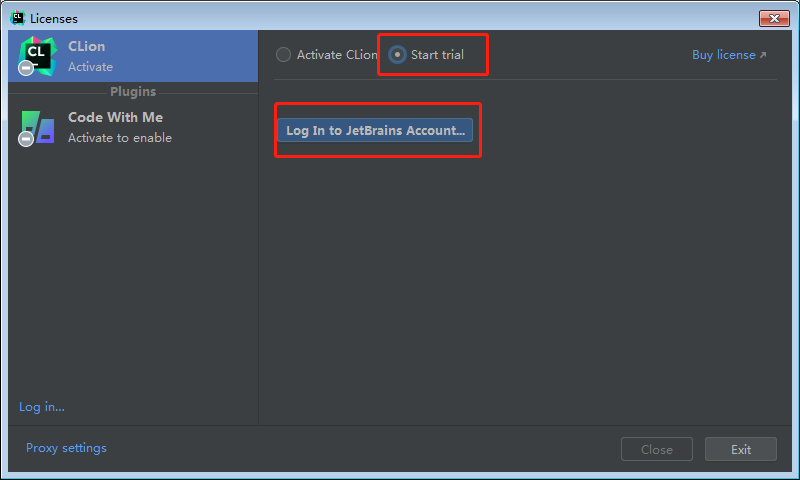 Licenses
CLion
Activate
Plugins
Code With Me
Activate to enable
Log in...
Activate CLion
Start trial
Buy license
Log In to JetBrains Account...
Proxy settings
Close
Exit